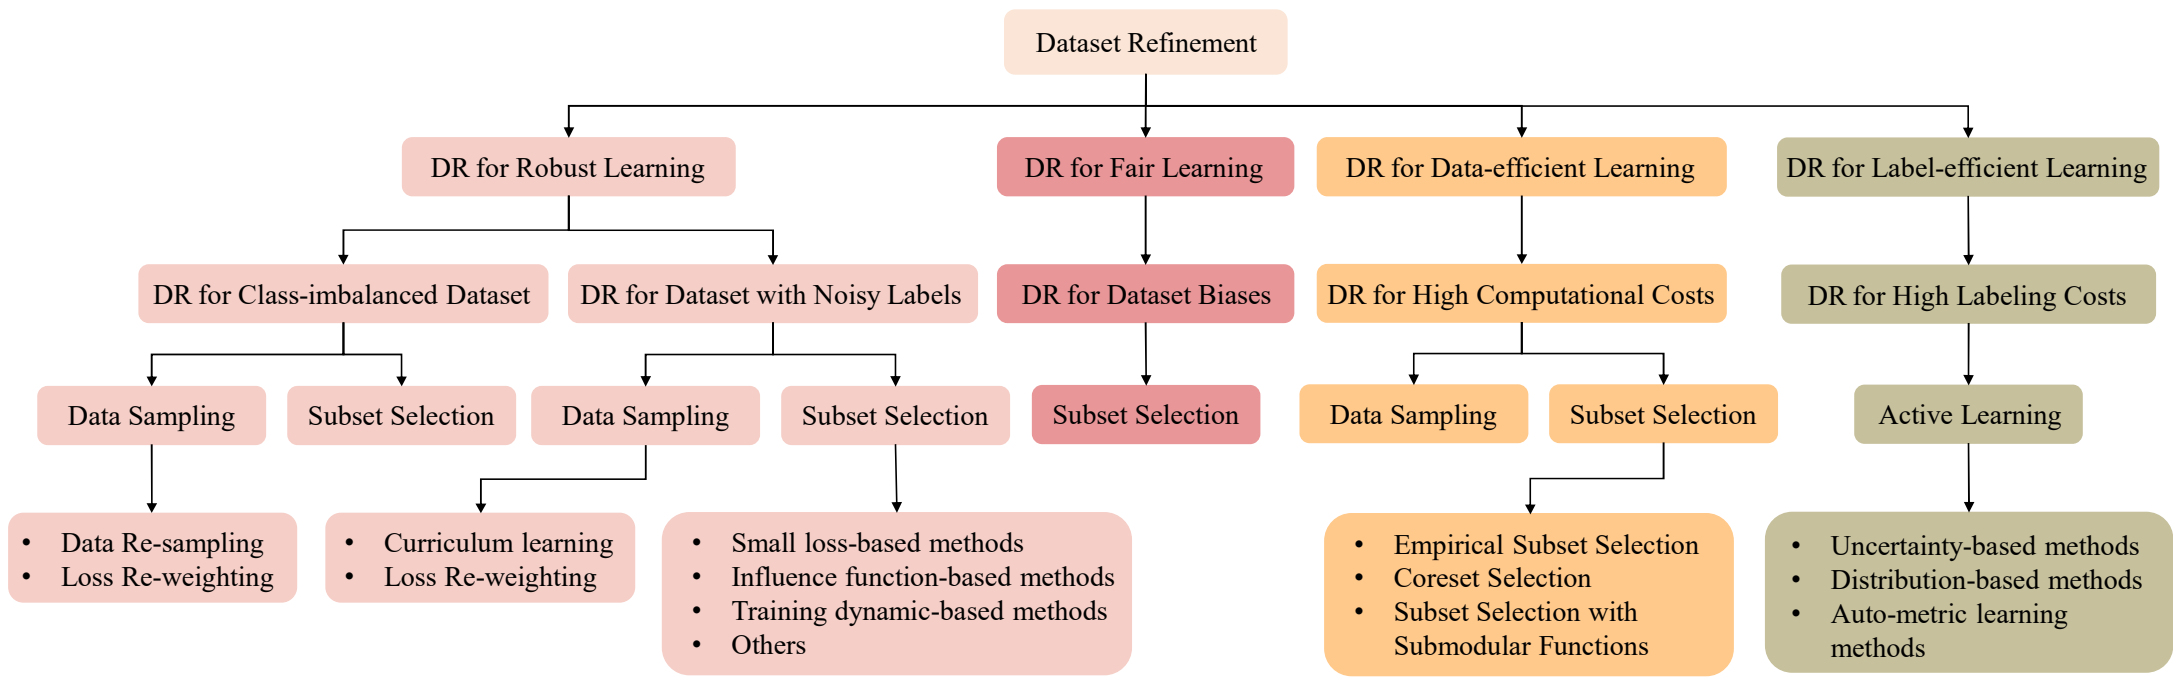 Dataset Refinement
DR for Robust Learning
DR for Fair Learning
DR for Data-efficient Learning
DR for Label-efficient Learning
DR for Class-imbalanced Dataset
DR for Dataset with Noisy Labels
DR for Dataset Biases
DR for High Computational Costs
DR for High Labeling Costs
Data Sampling
Subset Selection
Data Sampling
Subset Selection
Subset Selection
Data Sampling
Subset Selection
Active Learning
• Data Re-sampling
• Loss Re-weighting
• Curriculum learning
• Loss Re-weighting
• Small loss-based methods
• Influence function-based methods
• Training dynamic-based methods
• Others
• Empirical Subset Selection
• Coreset Selection
• Subset Selection with
Submodular Functions
• Uncertainty-based methods
• Distribution-based methods
• Auto-metric learning
methods